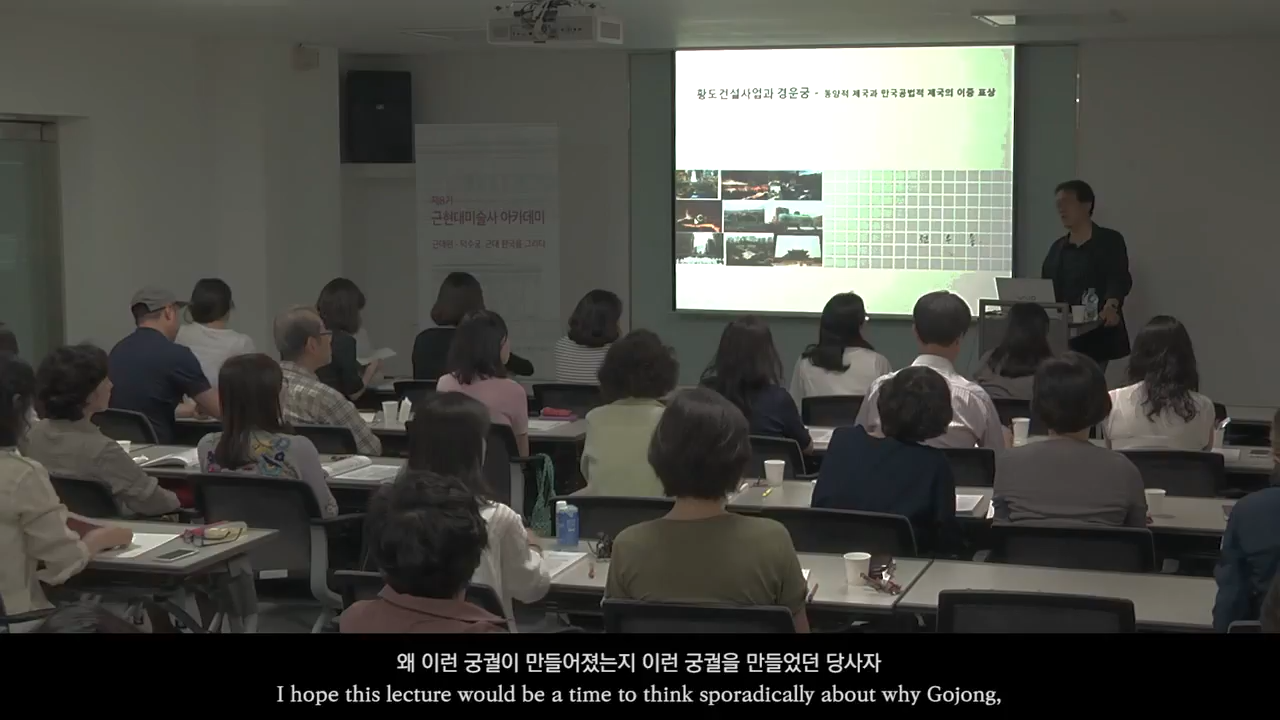 황도건설사업과 경운궁 - 동양적 제국과 만국공법적 제국의 이중 표상
근현대미술사 아카데미
왜 이런 궁궐이 만들어졌는지 이런 궁궐을 만들었던 당사자
I hope this lecture would be a time to think sporadically about why Gojong,